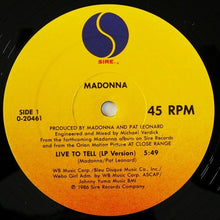 SIRE
MADONNA
SIDE 1
0-20461
45 RPM
PRODUCED BY MADONNA AND PAT LEONARD
Engineered and Mixed by Michael Verdick
From the forthcoming Madonna album on Sire Records and
from the Orion Motion Picture AT CLOSE RANGE
LIVE TO TELL (LP Version) 5:49
(Madonna/Pat Leonard)
WB Music Corp./Bleu Disque Music Co., Inc./
Webo Girl Adm. by WB Music Corp. ASCAP/
Johnny Yuma Music BMI
℗ 1986 Sire Records Company